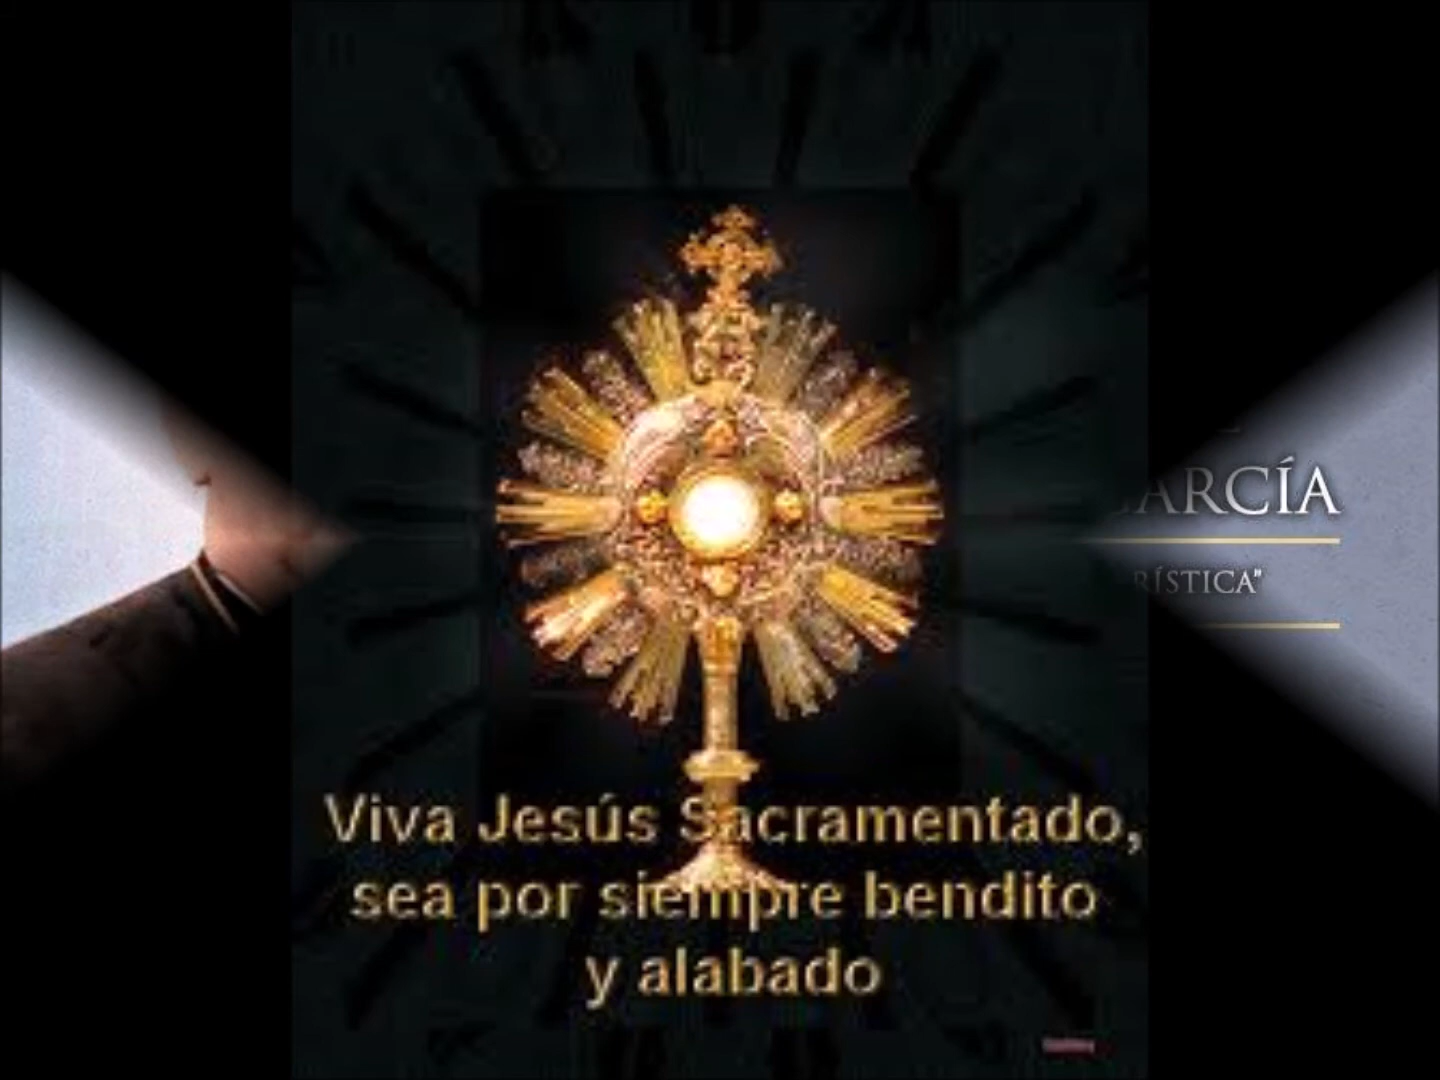 ARCÍA
RÍSTICA"
Viva Jesús Sacramentado,
sea por siempre bendito
y alabado